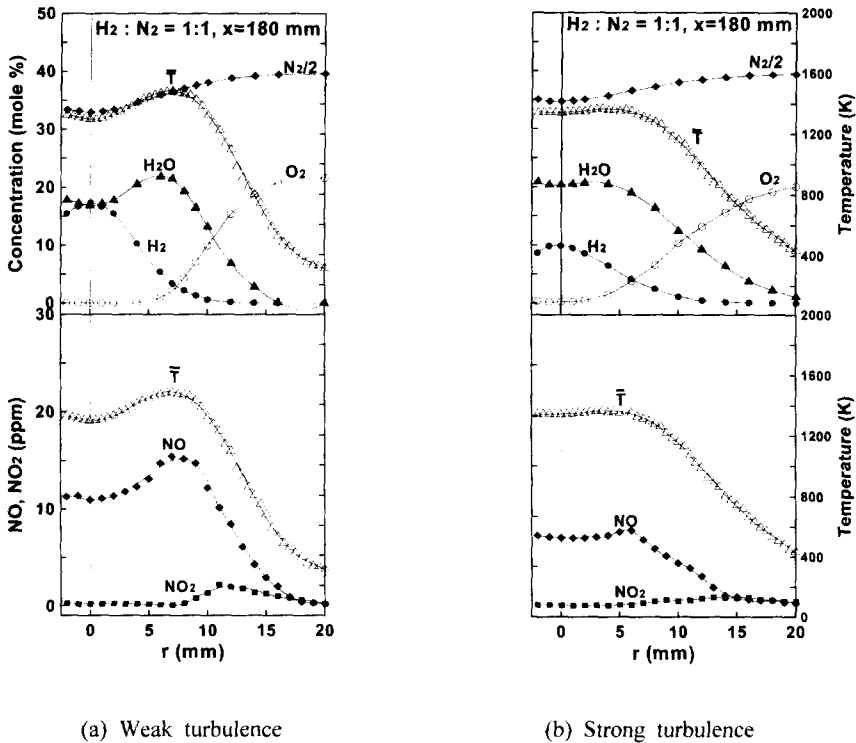 H2 : N2 = 1:1, x=180 mm
N2/2
T̄
H2O
O2
H2
50
40
30
20
10
0
Concentration (mole %)
30
20
10
0
NO, NO2 (ppm)
T̄
NO
NO2
0 5 10 15 20
r (mm)
(a) Weak turbulence
H2 : N2 = 1:1, x=180 mm
N2/2
T̄
H2O
O2
H2
2000
1600
1200
800
400
Temperature (K)
2000
1600
1200
800
400
0
Temperature (K)
T̄
NO
NO2
0 5 10 15 20
r (mm)
(b) Strong turbulence